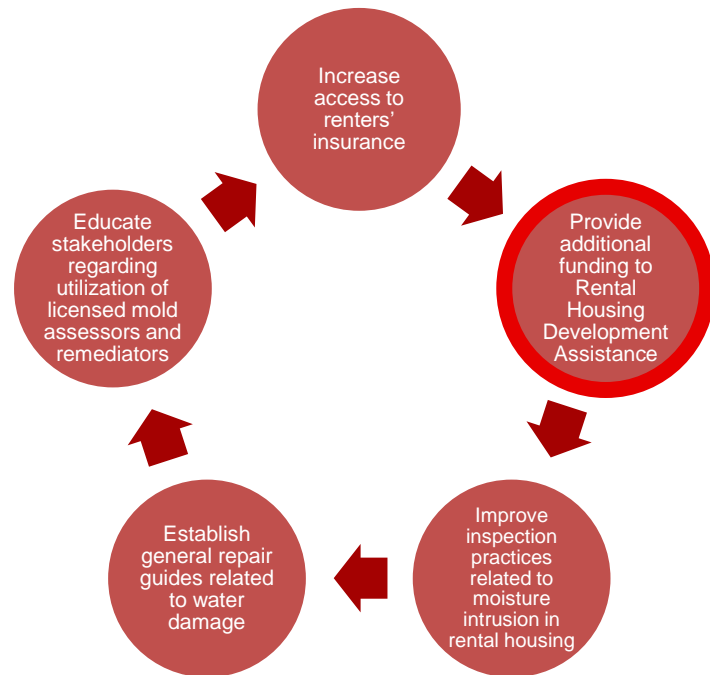 Increase
access to
renters'
insurance
Provide
additional
funding to
Rental
Housing
Development
Assistance
Improve
inspection
practices
related to
moisture
intrusion in
rental housing
Establish
general repair
guides related
to water
damage
Educate
stakeholders
regarding
utilization of
licensed mold
assessors and
remediators